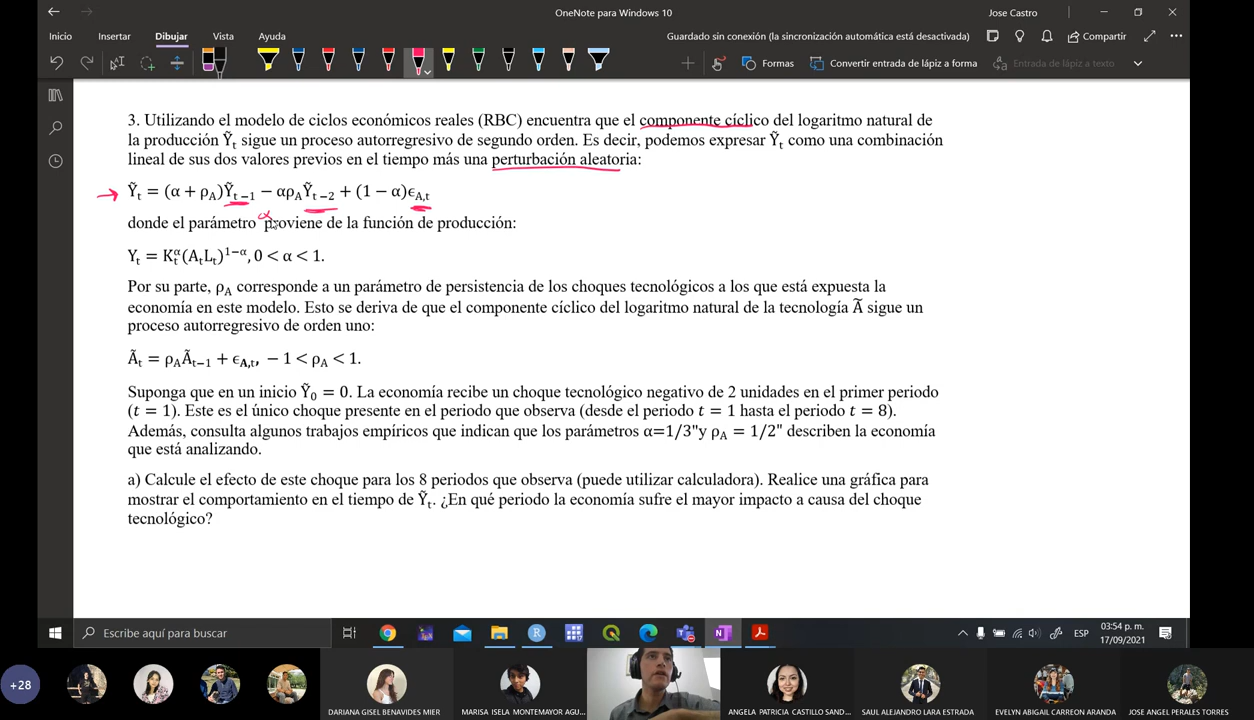 OneNote para Windows 10
Jose Castro
Inicio
Insertar
Dibujar
Vista
Ayuda
Guardado sin conexión (la sincronización automática está desactivada)
Compartir
Formas
Convertir entrada de lápiz a forma
Entrada de lápiz a texto
3. Utilizando el modelo de ciclos económicos reales (RBC) encuentra que el componente cíclico del logaritmo natural de
la producción Ỹₜ sigue un proceso autorregresivo de segundo orden. Es decir, podemos expresar Ỹₜ como una combinación
lineal de sus dos valores previos en el tiempo más una perturbación aleatoria:
Ỹₜ = (α + ρ_A)Ỹₜ₋₁ − αρ_AỸₜ₋₂ + (1 − α)ϵ_A,t
α
donde el parámetro proviene de la función de producción:
Yₜ = Kₜ^α(AₜLₜ)^1−α, 0 < α < 1.
Por su parte, ρ_A corresponde a un parámetro de persistencia de los choques tecnológicos a los que está expuesta la
economía en este modelo. Esto se deriva de que el componente cíclico del logaritmo natural de la tecnología Ã sigue un
proceso autorregresivo de orden uno:
Ãₜ = ρ_AÃₜ₋₁ + ϵ_A,t, − 1 < ρ_A < 1.
Suponga que en un inicio Ỹ₀ = 0. La economía recibe un choque tecnológico negativo de 2 unidades en el primer periodo
(t = 1). Este es el único choque presente en el periodo que observa (desde el periodo t = 1 hasta el periodo t = 8).
Además, consulta algunos trabajos empíricos que indican que los parámetros α=1/3"y ρ_A = 1/2" describen la economía
que está analizando.
a) Calcule el efecto de este choque para los 8 periodos que observa (puede utilizar calculadora). Realice una gráfica para
mostrar el comportamiento en el tiempo de Ỹₜ. ¿En qué periodo la economía sufre el mayor impacto a causa del choque
tecnológico?
Escribe aquí para buscar
ESP
03:54 p. m.
17/09/2021
+28
DARIANA GISEL BENAVIDES MIER
MARISA ISELA MONTEMAYOR AGU...
ANGELA PATRICIA CASTILLO SAND...
SAUL ALEJANDRO LARA ESTRADA
EVELYN ABIGAIL CARREON ARANDA
JOSE ANGEL PERALES TORRES